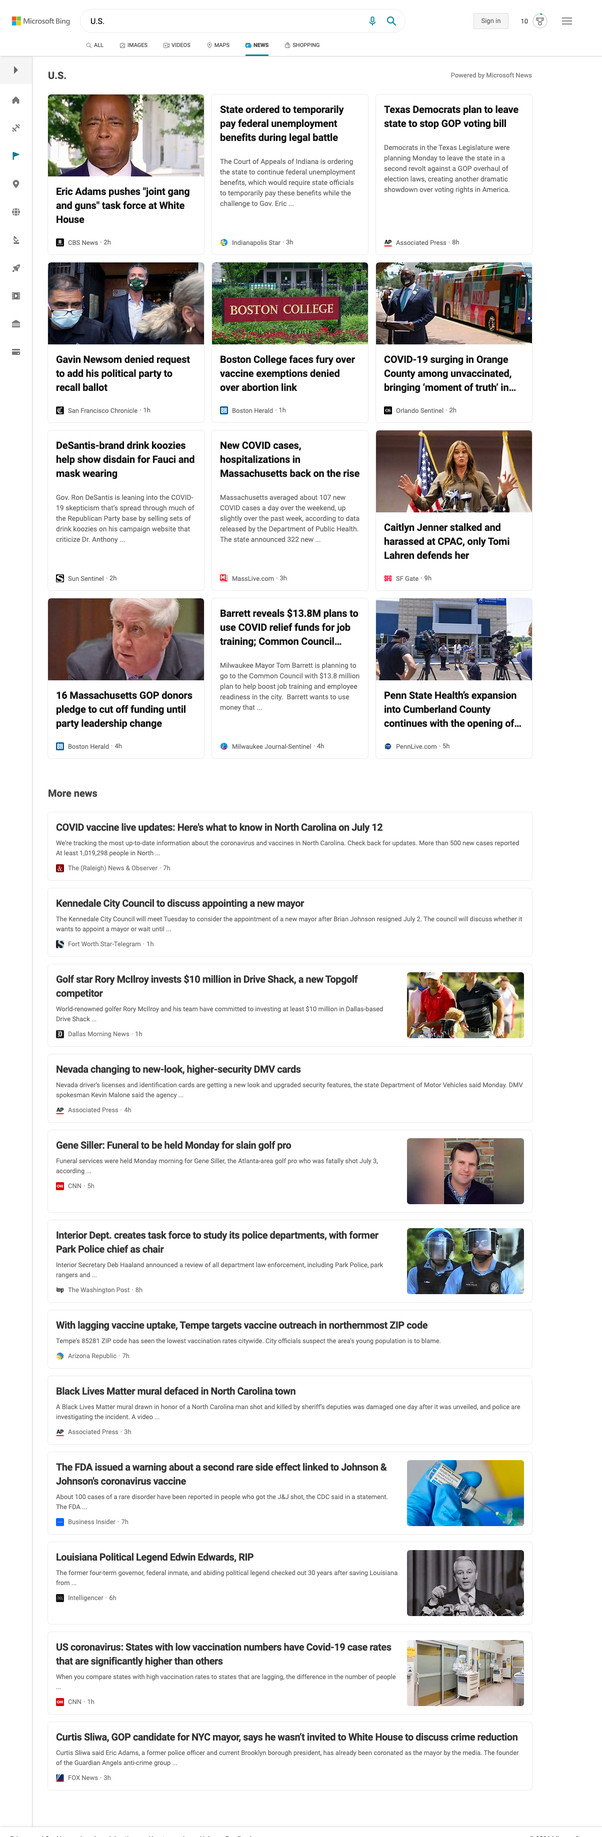 Microsoft Bing
U.S.
Sign in
10
ALL
IMAGES
VIDEOS
MAPS
NEWS
SHOPPING
U.S.
Powered by Microsoft News
Eric Adams pushes "joint gang
and guns" task force at White
House
CBS News · 2h
State ordered to temporarily
pay federal unemployment
benefits during legal battle
The Court of Appeals of Indiana is ordering
the state to continue federal unemployment
benefits, which would require state officials
to temporarily pay these benefits while the
challenge to Gov. Eric ...
Indianapolis Star · 3h
Texas Democrats plan to leave
state to stop GOP voting bill
Democrats in the Texas Legislature were
planning Monday to leave the state in a
second revolt against a GOP overhaul of
election laws, creating another dramatic
showdown over voting rights in America.
AP
Associated Press · 8h
Gavin Newsom denied request
to add his political party to
recall ballot
San Francisco Chronicle · 1h
BOSTON COLLEGE
Boston College faces fury over
vaccine exemptions denied
over abortion link
Boston Herald · 1h
COVID-19 surging in Orange
County among unvaccinated,
bringing ‘moment of truth’ in...
OS
Orlando Sentinel · 2h
DeSantis-brand drink koozies
help show disdain for Fauci and
mask wearing
Gov. Ron DeSantis is leaning into the COVID-
19 skepticism that's spread through much of
the Republican Party base by selling sets of
drink koozies on his campaign website that
criticize Dr. Anthony ...
Sun Sentinel · 2h
New COVID cases,
hospitalizations in
Massachusetts back on the rise
Massachusetts averaged about 107 new
COVID cases a day over the weekend, up
slightly over the past week, according to data
released by the Department of Public Health.
The state announced 322 new ...
MassLive.com · 3h
Caitlyn Jenner stalked and
harassed at CPAC, only Tomi
Lahren defends her
SF Gate · 9h
16 Massachusetts GOP donors
pledge to cut off funding until
party leadership change
Boston Herald · 4h
Barrett reveals $13.8M plans to
use COVID relief funds for job
training; Common Council...
Milwaukee Mayor Tom Barrett is planning to
go to the Common Council with $13.8 million
plan to help boost job training and employee
readiness in the city. Barrett wants to use
money that ...
Milwaukee Journal-Sentinel · 4h
Penn State Health's expansion
into Cumberland County
continues with the opening of...
PennLive.com · 5h
More news
COVID vaccine live updates: Here's what to know in North Carolina on July 12
We're tracking the most up-to-date information about the coronavirus and vaccines in North Carolina. Check back for updates. More than 500 new cases reported
At least 1,019,298 people in North ...
The (Raleigh) News & Observer · 7h
Kennedale City Council to discuss appointing a new mayor
The Kennedale City Council will meet Tuesday to consider the appointment of a new mayor after Brian Johnson resigned July 2. The council will discuss whether it
wants to appoint a mayor or wait until ...
Fort Worth Star-Telegram · 1h
Golf star Rory McIlroy invests $10 million in Drive Shack, a new Topgolf
competitor
World-renowned golfer Rory McIlroy and his team have committed to investing at least $10 million in Dallas-based
Drive Shack ...
Dallas Morning News · 1h
Nevada changing to new-look, higher-security DMV cards
Nevada driver's licenses and identification cards are getting a new look and upgraded security features, the state Department of Motor Vehicles said Monday. DMV
spokesman Kevin Malone said the agency ...
AP
Associated Press · 4h
Gene Siller: Funeral to be held Monday for slain golf pro
Funeral services were held Monday morning for Gene Siller, the Atlanta-area golf pro who was fatally shot July 3,
according ...
CNN
CNN · 5h
Interior Dept. creates task force to study its police departments, with former
Park Police chief as chair
Interior Secretary Deb Haaland announced a review of all department law enforcement, including Park Police, park
rangers and ...
wp
The Washington Post · 8h
With lagging vaccine uptake, Tempe targets vaccine outreach in northernmost ZIP code
Tempe's 85281 ZIP code has seen the lowest vaccination rates citywide. City officials suspect the area's young population is to blame.
Arizona Republic · 7h
Black Lives Matter mural defaced in North Carolina town
A Black Lives Matter mural drawn in honor of a North Carolina man shot and killed by sheriff's deputies was damaged one day after it was unveiled, and police are
investigating the incident. A video ...
AP
Associated Press · 3h
The FDA issued a warning about a second rare side effect linked to Johnson &
Johnson's coronavirus vaccine
About 100 cases of a rare disorder have been reported in people who got the J&J shot, the CDC said in a statement.
The FDA ...
Business Insider · 7h
Louisiana Political Legend Edwin Edwards, RIP
The former four-term governor, federal inmate, and abiding political legend checked out 30 years after saving Louisiana
from ...
Intelligencer · 6h
US coronavirus: States with low vaccination numbers have Covid-19 case rates
that are significantly higher than others
When you compare states with high vaccination rates to states that are lagging, the difference in the number of people
...
CNN
CNN · 1h
Curtis Sliwa, GOP candidate for NYC mayor, says he wasn't invited to White House to discuss crime reduction
Curtis Sliwa said Eric Adams, a former police officer and current Brooklyn borough president, has already been coronated as the mayor by the media. The founder
of the Guardian Angels anti-crime group ...
FOX News · 3h